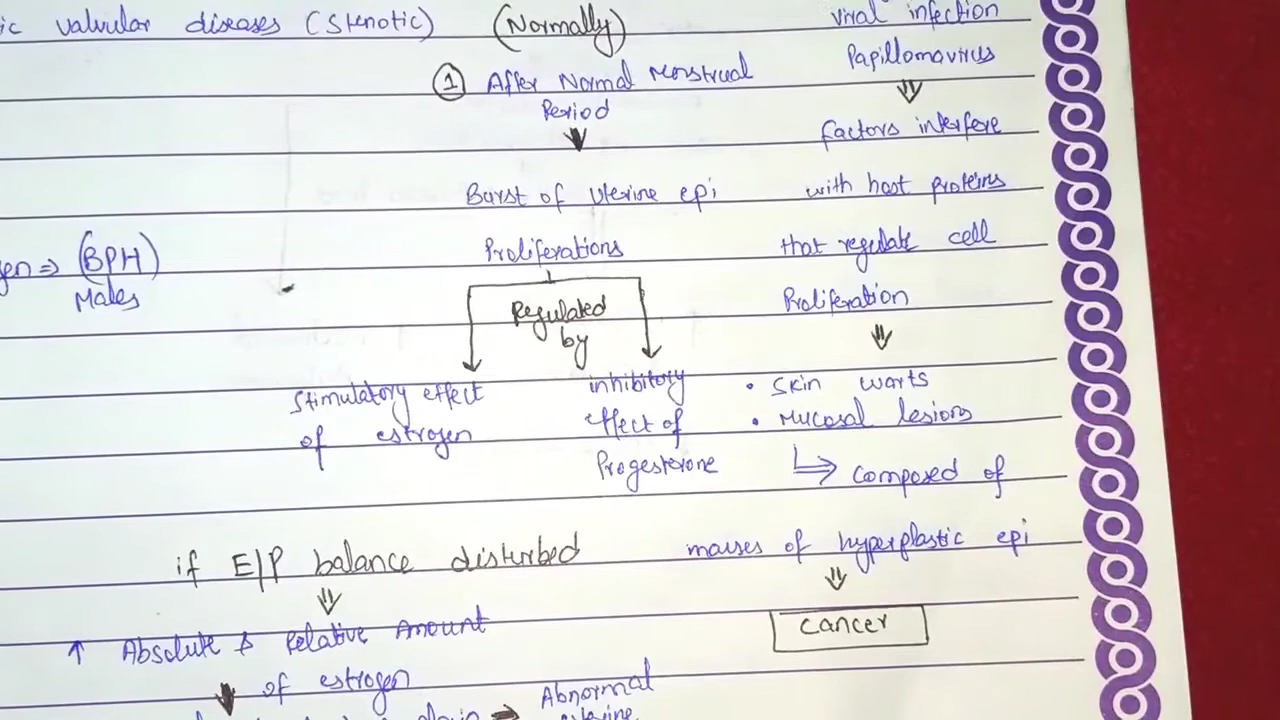 valvular diseases (Stenotic)
(Normally)
① After Normal Menstrual
Period
Burst of Uterine epi
Proliferations
Regulated
by
Stimulatory effect
of estrogen
inhibitory
effect of
Progesterone
(BPH)
Males
if E/P balance disturbed
↑ Absolute & Relative Amount
of estrogen
Abnormal
uterine
viral infection
Papillomavirus
factors interfere
with host proteins
that regulate cell
Proliferation
• Skin warts
• Mucosal lesions
composed of
masses of hyperplastic epi
cancer